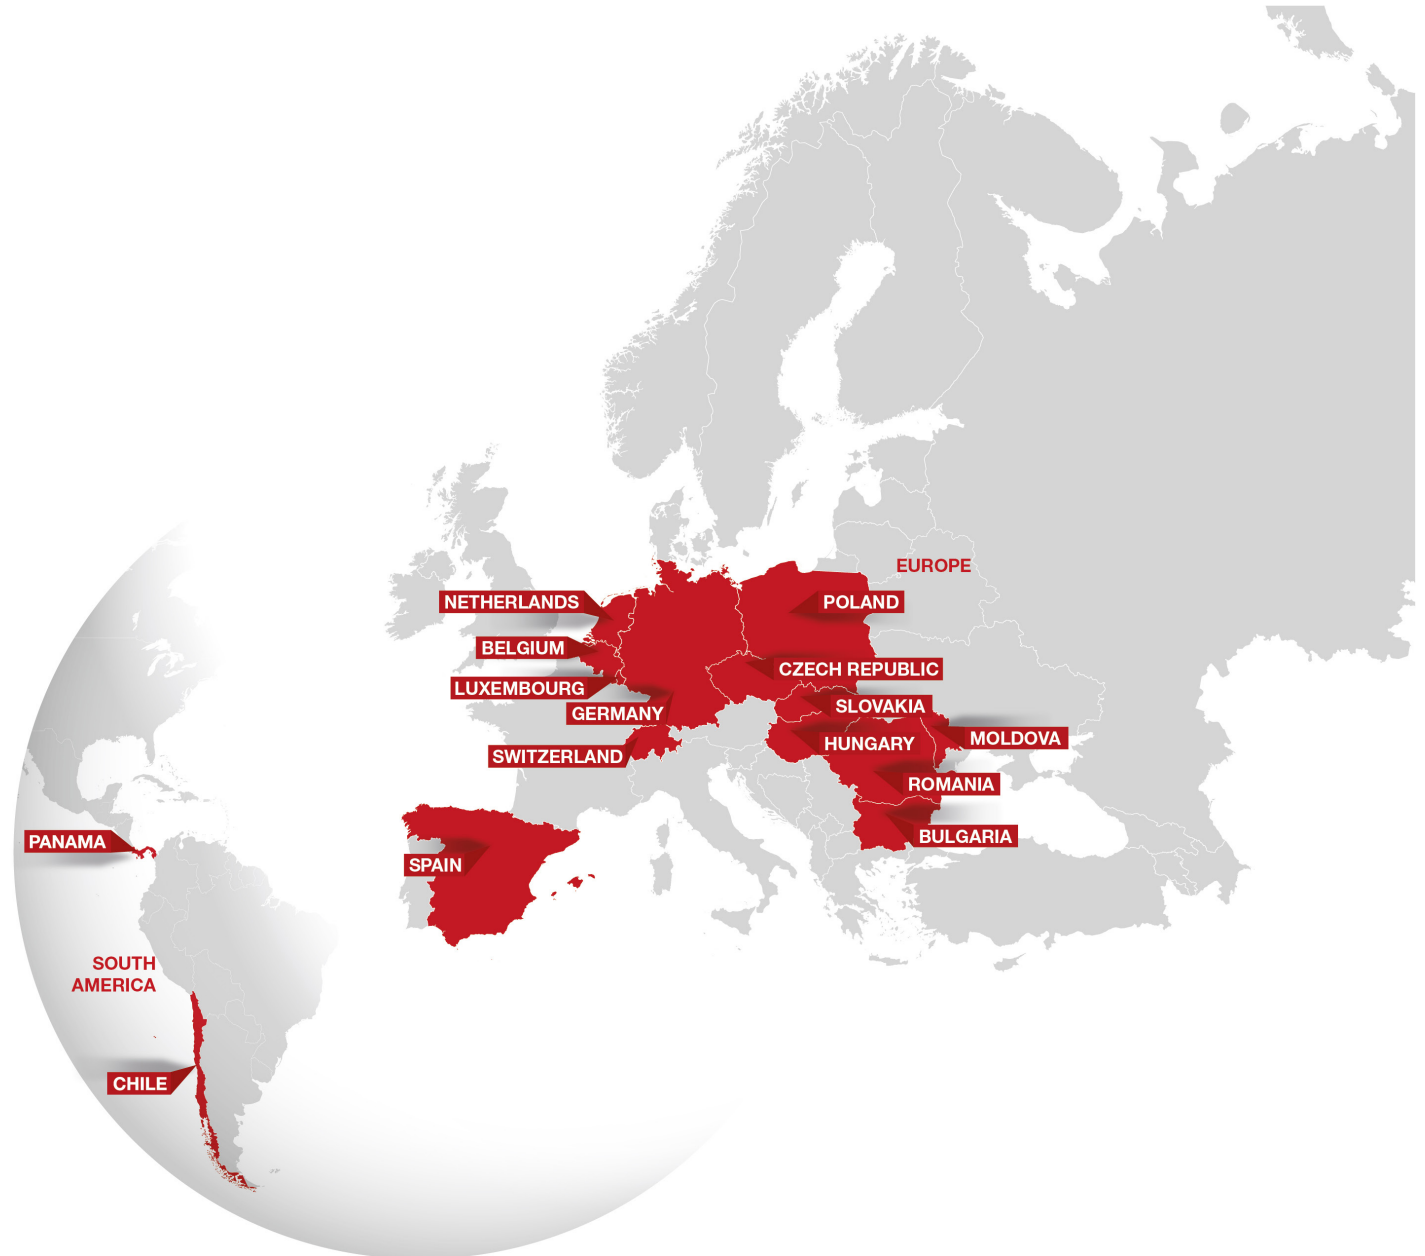 EUROPE
NETHERLANDS
POLAND
BELGIUM
CZECH REPUBLIC
LUXEMBOURG
SLOVAKIA
GERMANY
MOLDOVA
HUNGARY
SWITZERLAND
ROMANIA
BULGARIA
PANAMA
SPAIN
SOUTH
AMERICA
CHILE